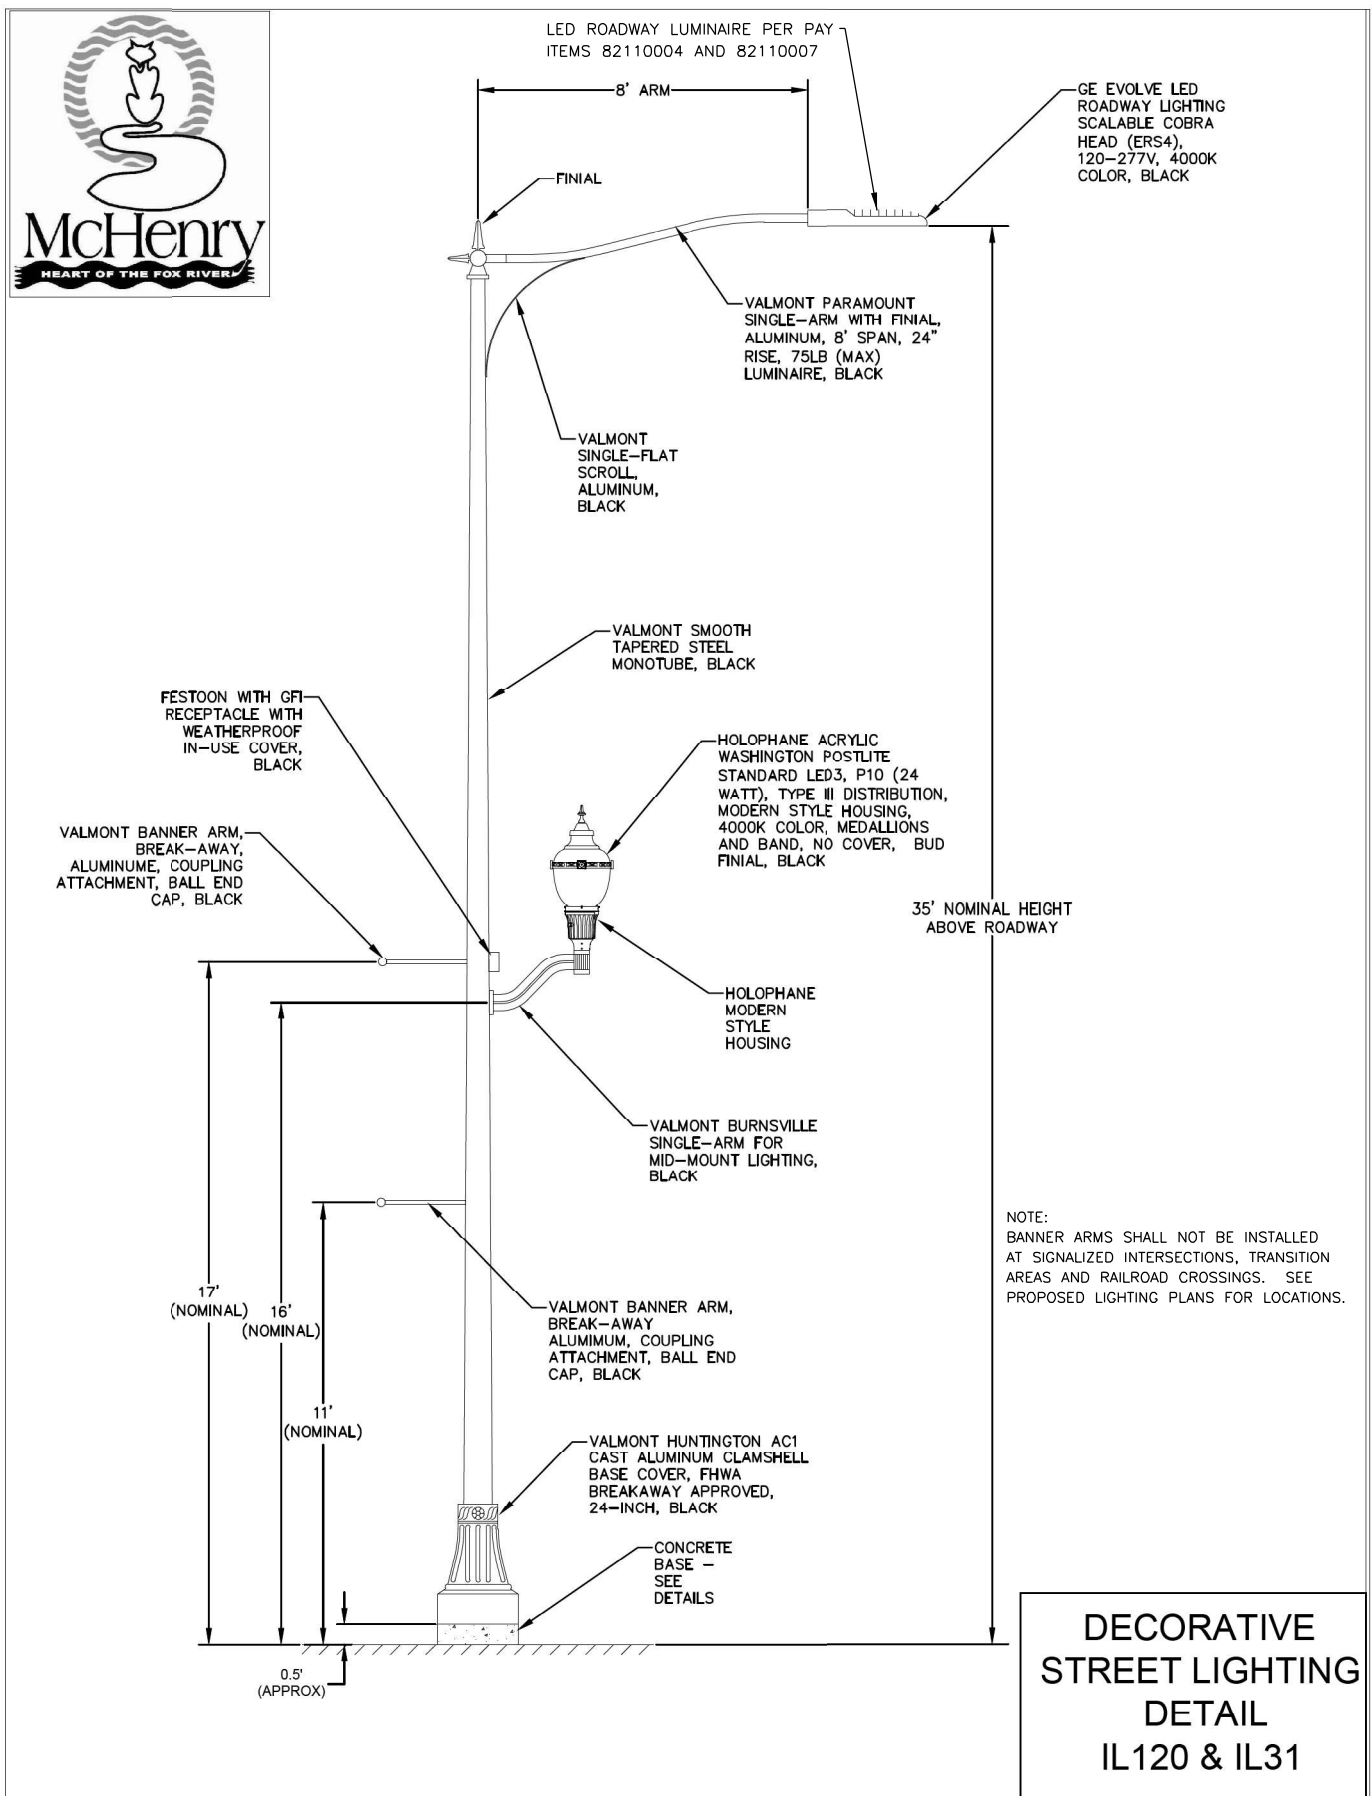 McHenry
HEART OF THE FOX RIVER
LED ROADWAY LUMINAIRE PER PAY
ITEMS 82110004 AND 82110007
8' ARM
GE EVOLVE LED
ROADWAY LIGHTING
SCALABLE COBRA
HEAD (ERS4),
120-277V, 4000K
COLOR, BLACK
FINIAL
VALMONT PARAMOUNT
SINGLE-ARM WITH FINIAL,
ALUMINUM, 8' SPAN, 24"
RISE, 75LB (MAX)
LUMINAIRE, BLACK
VALMONT
SINGLE-FLAT
SCROLL,
ALUMINUM,
BLACK
VALMONT SMOOTH
TAPERED STEEL
MONOTUBE, BLACK
FESTOON WITH GFI
RECEPTACLE WITH
WEATHERPROOF
IN-USE COVER,
BLACK
HOLOPHANE ACRYLIC
WASHINGTON POSTLITE
STANDARD LED3, P10 (24
WATT), TYPE III DISTRIBUTION,
MODERN STYLE HOUSING,
4000K COLOR, MEDALLIONS
AND BAND, NO COVER, BUD
FINIAL, BLACK
VALMONT BANNER ARM,
BREAK-AWAY,
ALUMINUME, COUPLING
ATTACHMENT, BALL END
CAP, BLACK
35' NOMINAL HEIGHT
ABOVE ROADWAY
HOLOPHANE
MODERN
STYLE
HOUSING
VALMONT BURNSVILLE
SINGLE-ARM FOR
MID-MOUNT LIGHTING,
BLACK
NOTE:
BANNER ARMS SHALL NOT BE INSTALLED
AT SIGNALIZED INTERSECTIONS, TRANSITION
AREAS AND RAILROAD CROSSINGS. SEE
PROPOSED LIGHTING PLANS FOR LOCATIONS.
17'
(NOMINAL)
16'
(NOMINAL)
VALMONT BANNER ARM,
BREAK-AWAY
ALUMIMUM, COUPLING
ATTACHMENT, BALL END
CAP, BLACK
11'
(NOMINAL)
VALMONT HUNTINGTON AC1
CAST ALUMINUM CLAMSHELL
BASE COVER, FHWA
BREAKAWAY APPROVED,
24-INCH, BLACK
CONCRETE
BASE -
SEE
DETAILS
0.5'
(APPROX)
DECORATIVE
STREET LIGHTING
DETAIL
IL120 & IL31